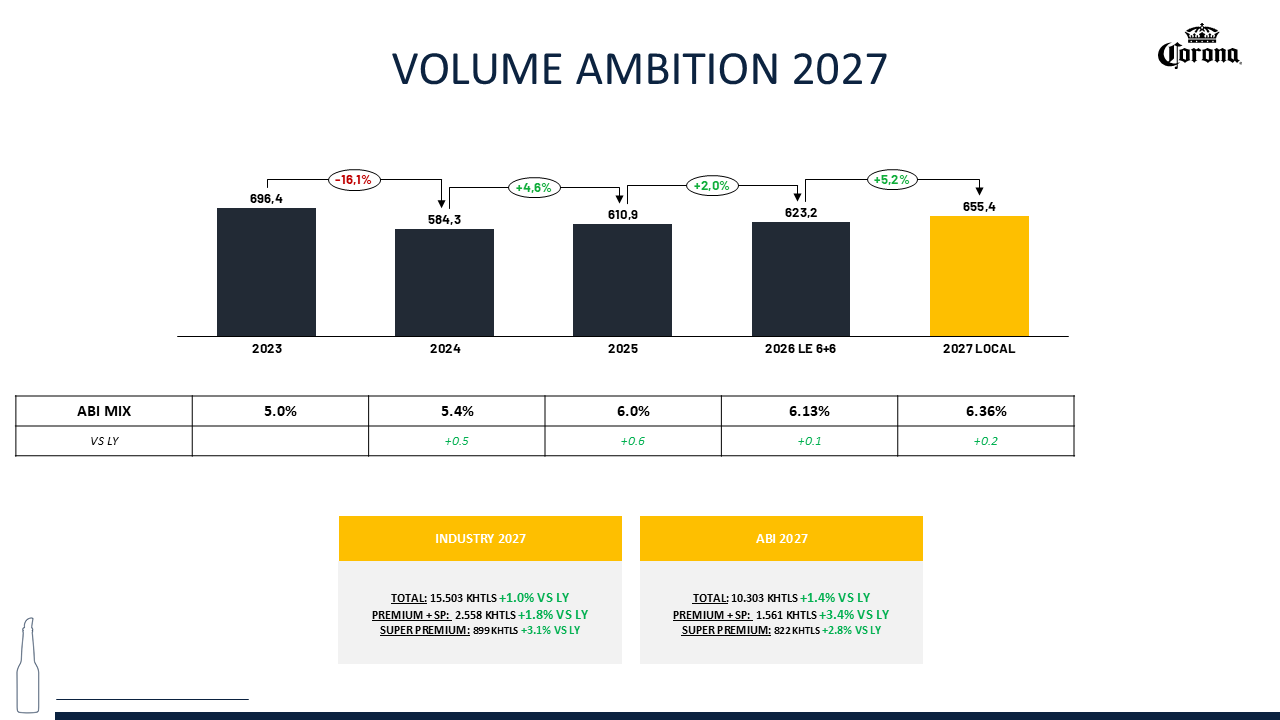 VOLUME AMBITION 2027
Corona
-16,1%
+4,6%
+2,0%
+5,2%
696,4
584,3
610,9
623,2
655,4
2023
2024
2025
2026 LE 6+6
2027 LOCAL
ABI MIX 5.0% 5.4% 6.0% 6.13% 6.36%
VS LY +0.5 +0.6 +0.1 +0.2
INDUSTRY 2027
TOTAL: 15.503 KHTLS +1.0% VS LY
PREMIUM + SP: 2.558 KHTLS +1.8% VS LY
SUPER PREMIUM: 899 KHTLS +3.1% VS LY
ABI 2027
TOTAL: 10.303 KHTLS +1.4% VS LY
PREMIUM + SP: 1.561 KHTLS +3.4% VS LY
SUPER PREMIUM: 822 KHTLS +2.8% VS LY